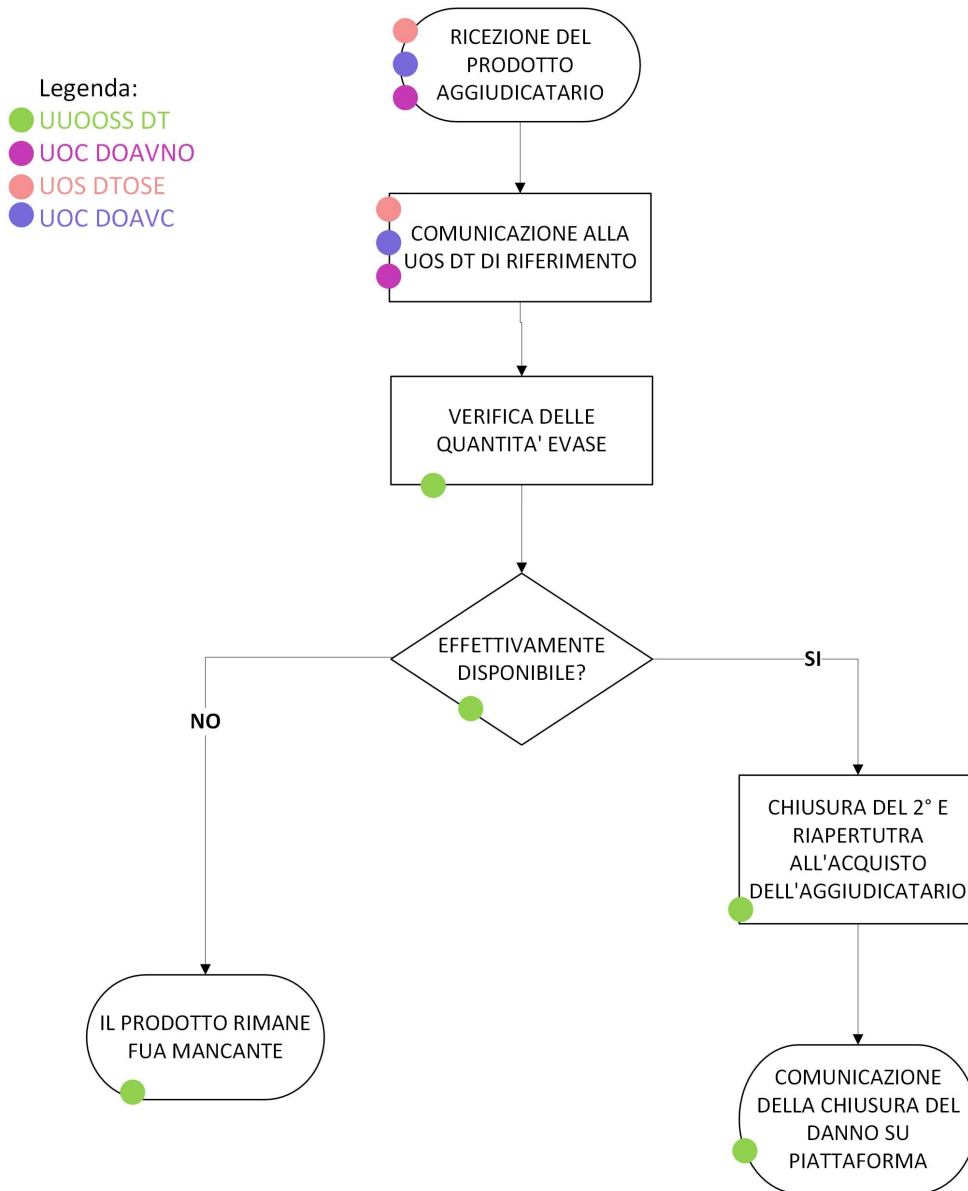 RICEZIONE DEL
PRODOTTO
AGGIUDICATARIO
Legenda:
UUOOSS DT
UOC DOAVNO
UOS DTOSE
UOC DOAVC
COMUNICAZIONE ALLA
UOS DT DI RIFERIMENTO
VERIFICA DELLE
QUANTITA' EVASE
EFFETTIVAMENTE
DISPONIBILE?
SI
NO
CHIUSURA DEL 2° E
RIAPERTUTRA
ALL'ACQUISTO
DELL'AGGIUDICATARIO
IL PRODOTTO RIMANE
FUA MANCANTE
COMUNICAZIONE
DELLA CHIUSURA DEL
DANNO SU
PIATTAFORMA